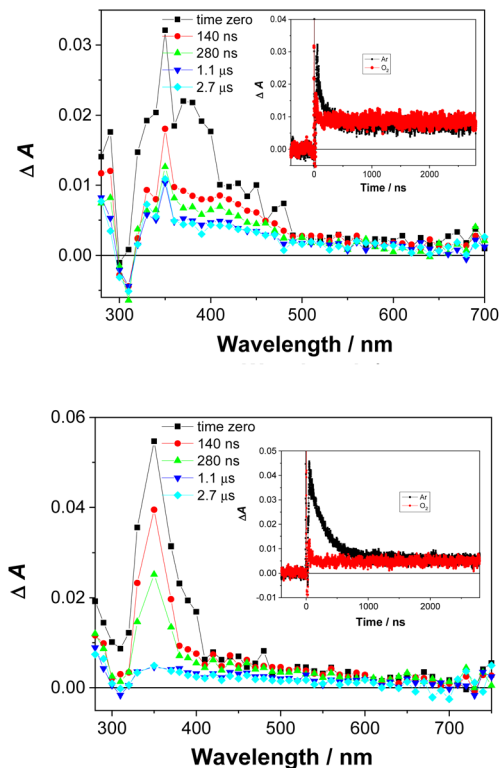 time zero
140 ns
280 ns
1.1 μs
2.7 μs
0.03
0.02
0.01
0.00
Δ A
300 400 500 600 700
Wavelength / nm
0.04
0.03
0.02
0.01
0.00
Δ A
Ar
O2
0 1000 2000
Time / ns
0.06
0.04
0.02
0.00
Δ A
time zero
140 ns
280 ns
1.1 μs
2.7 μs
300 400 500 600 700
Wavelength / nm
0.05
0.04
0.03
0.02
0.01
0.00
-0.01
ΔA
Ar
O2
0 1000 2000
Time / ns